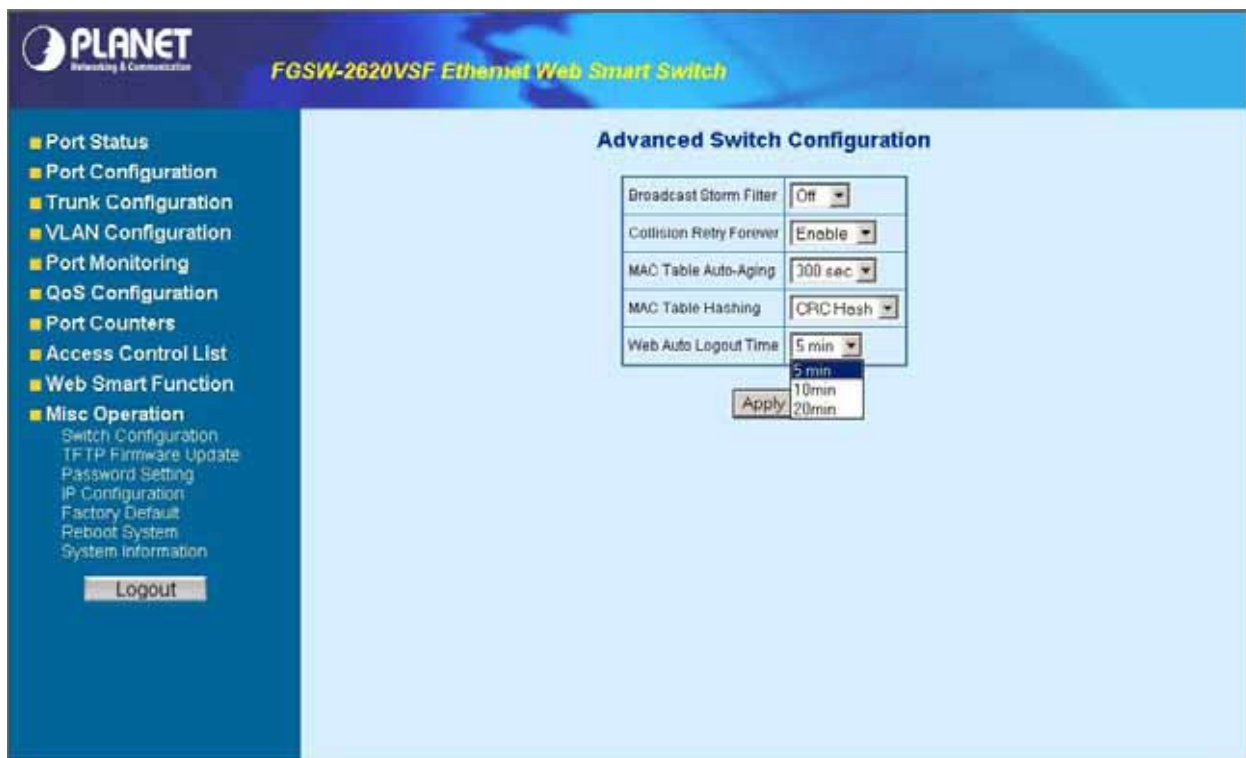 PLANET
Networking & Communication
FGSW-2620VSF Ethernet Web Smart Switch
Port Status
Port Configuration
Trunk Configuration
VLAN Configuration
Port Monitoring
QoS Configuration
Port Counters
Access Control List
Web Smart Function
Misc Operation
Switch Configuration
TFTP Firmware Update
Password Setting
IP Configuration
Factory Default
Reboot System
System Information
Logout
Advanced Switch Configuration
Broadcast Storm Filter Off
Collision Retry Forever Enable
MAC Table Auto-Aging 300 sec
MAC Table Hashing CRC Hash
Web Auto Logout Time 5 min
5 min
10min
20min
Apply